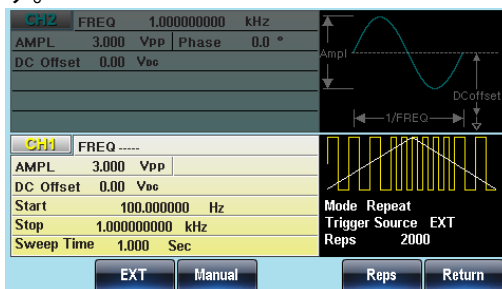 CH2 FREQ 1.000000000 kHz
AMPL 3.000 VPP Phase 0.0 °
DC Offset 0.00 VDC
Ampl
DCoffset
1/FREQ
CH1 FREQ -----
AMPL 3.000 VPP
DC Offset 0.00 VDC
Start 100.000000 Hz
Stop 1.000000000 kHz
Sweep Time 1.000 Sec
Mode Repeat
Trigger Source EXT
Reps 2000
EXT Manual Reps Return